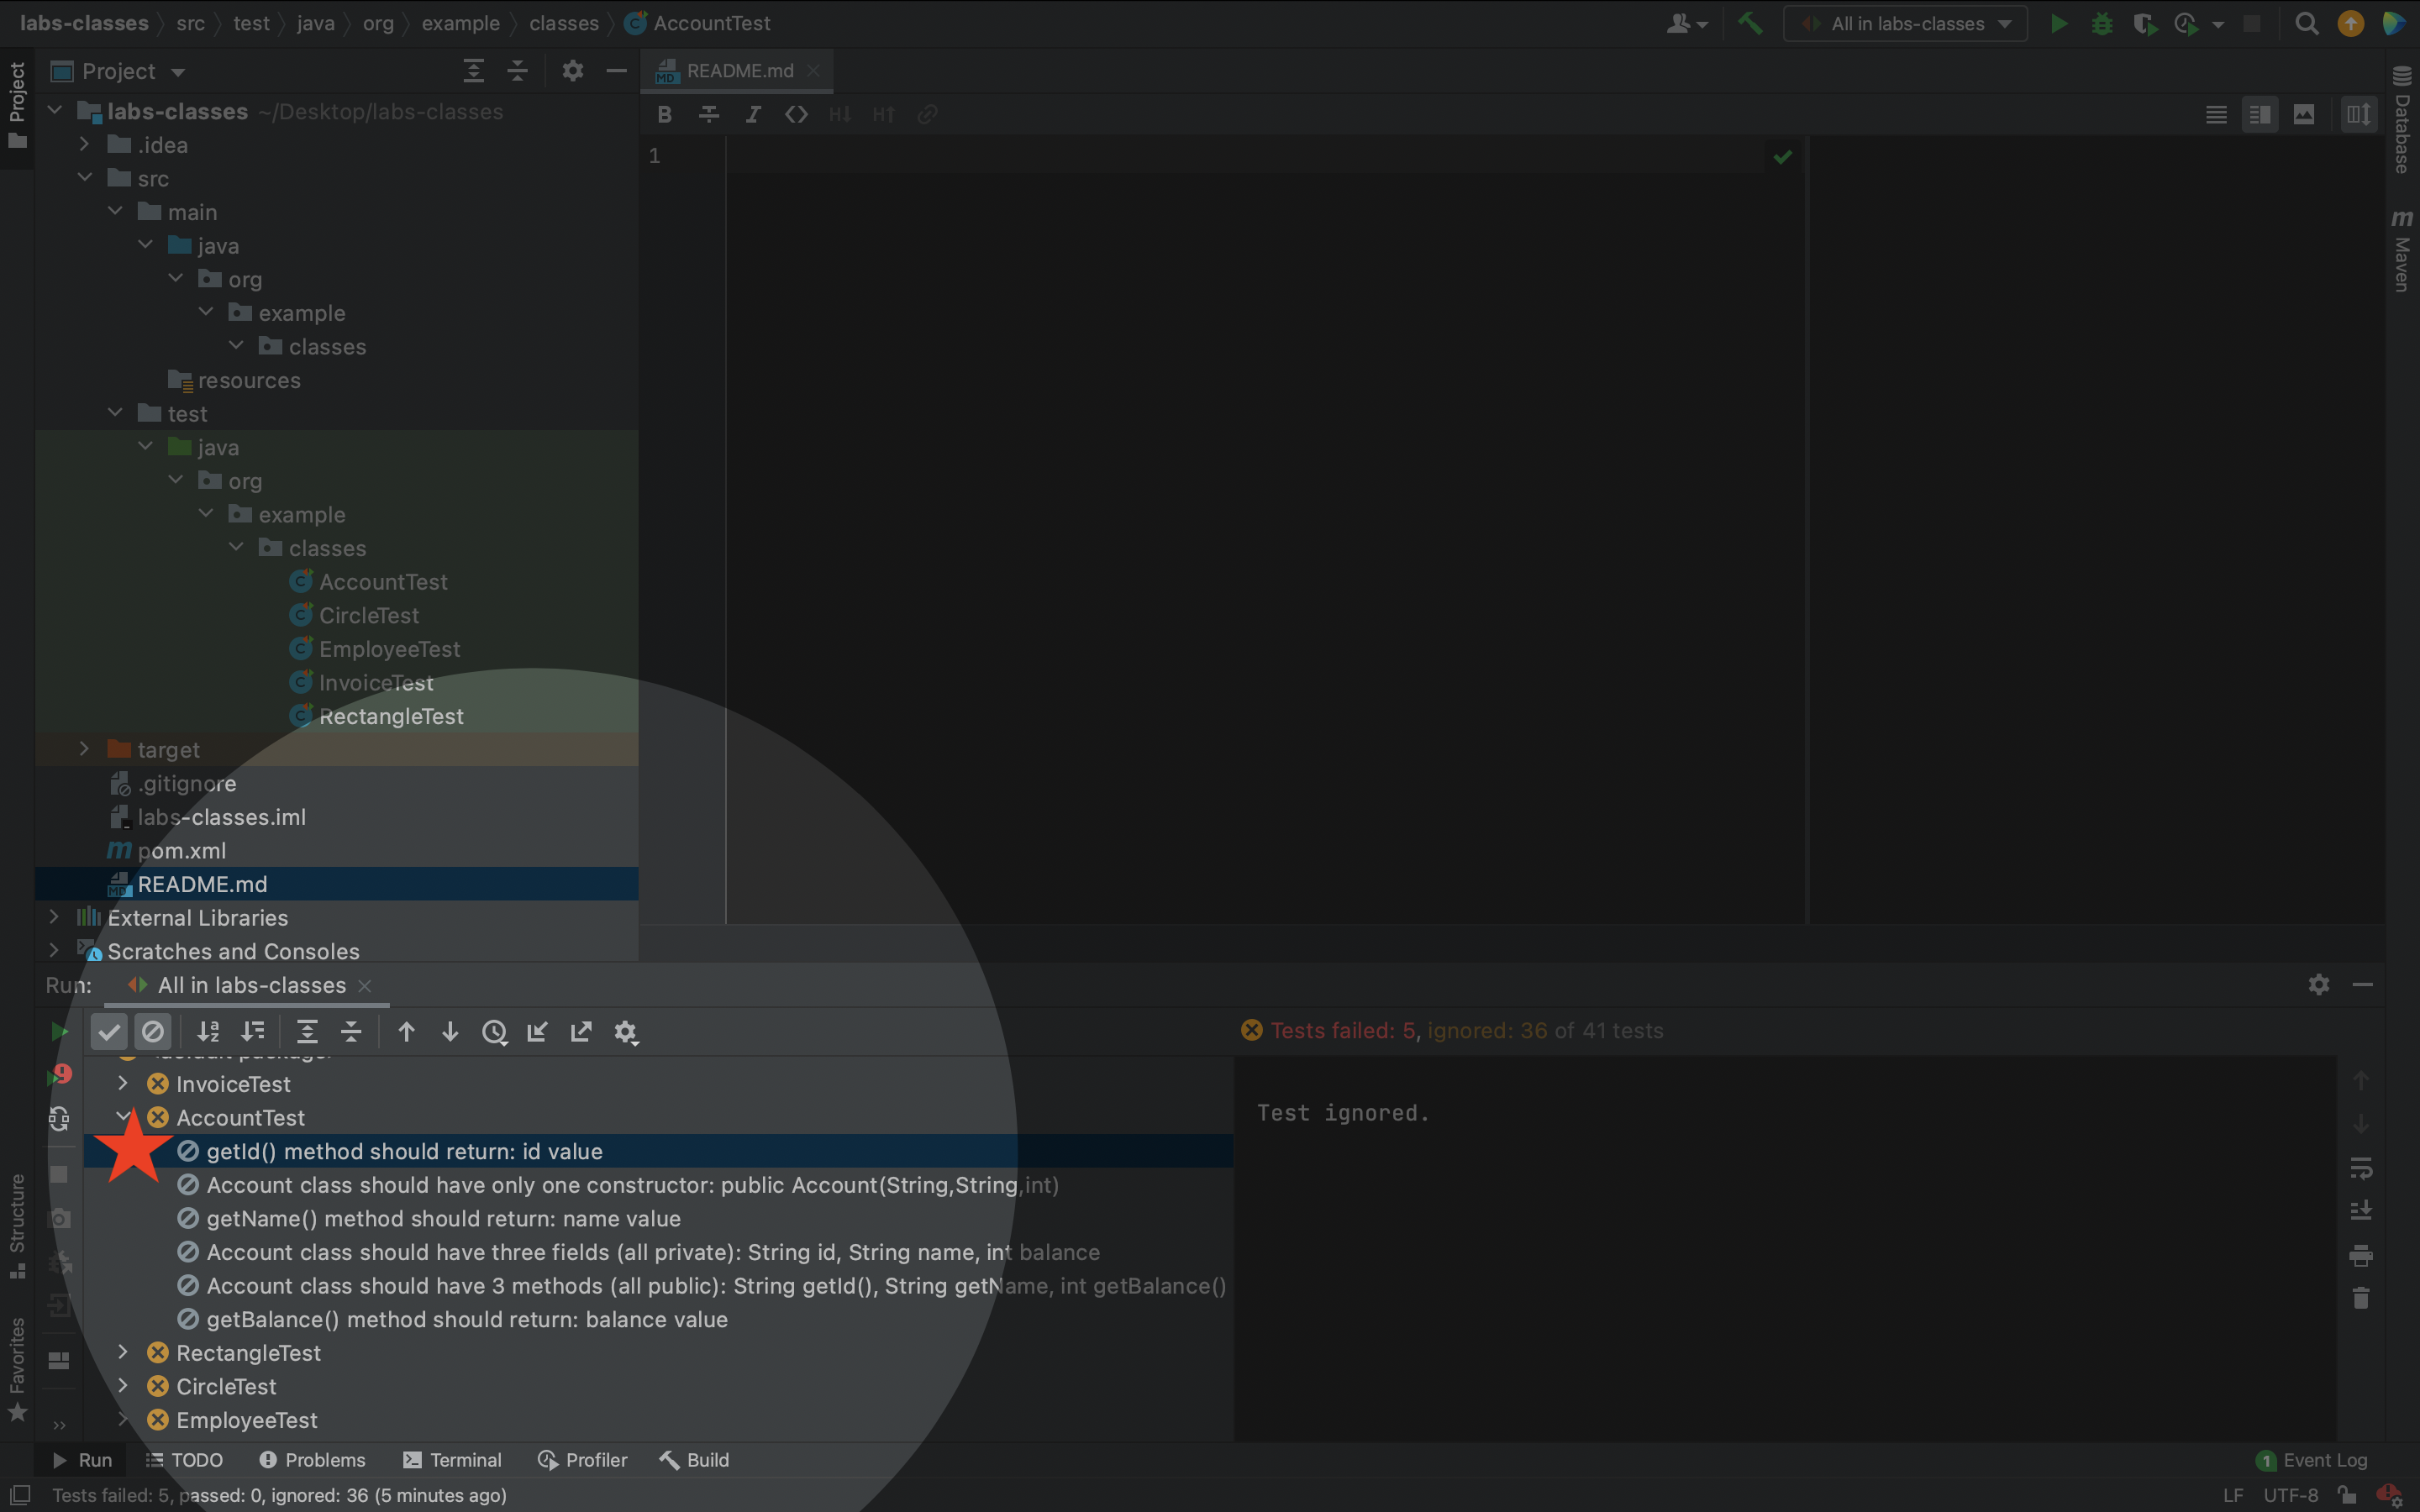 labs-classes src test java org example classes AccountTest
All in labs-classes
Project
README.md
Project
labs-classes ~/Desktop/labs-classes
.idea
src
main
java
org
example
classes
resources
test
java
org
example
classes
AccountTest
CircleTest
EmployeeTest
InvoiceTest
RectangleTest
target
.gitignore
labs-classes.iml
pom.xml
README.md
External Libraries
Scratches and Consoles
1
Database
Maven
Run: All in labs-classes
Tests failed: 5, ignored: 36 of 41 tests
InvoiceTest
AccountTest
getId() method should return: id value
Account class should have only one constructor: public Account(String,String,int)
getName() method should return: name value
Account class should have three fields (all private): String id, String name, int balance
Account class should have 3 methods (all public): String getId(), String getName, int getBalance()
getBalance() method should return: balance value
RectangleTest
CircleTest
EmployeeTest
Test ignored.
Structure
Favorites
Run TODO Problems Terminal Profiler Build
1 Event Log
Tests failed: 5, passed: 0, ignored: 36 (5 minutes ago)
LF UTF-8